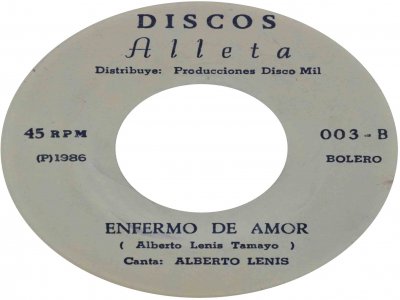 DISCOS
Alleta
Distribuye: Producciones Disco Mil
45 RPM
003-B
(P)1986
BOLERO
ENFERMO DE AMOR
( Alberto Lenis Tamayo )
Canta: ALBERTO LENIS